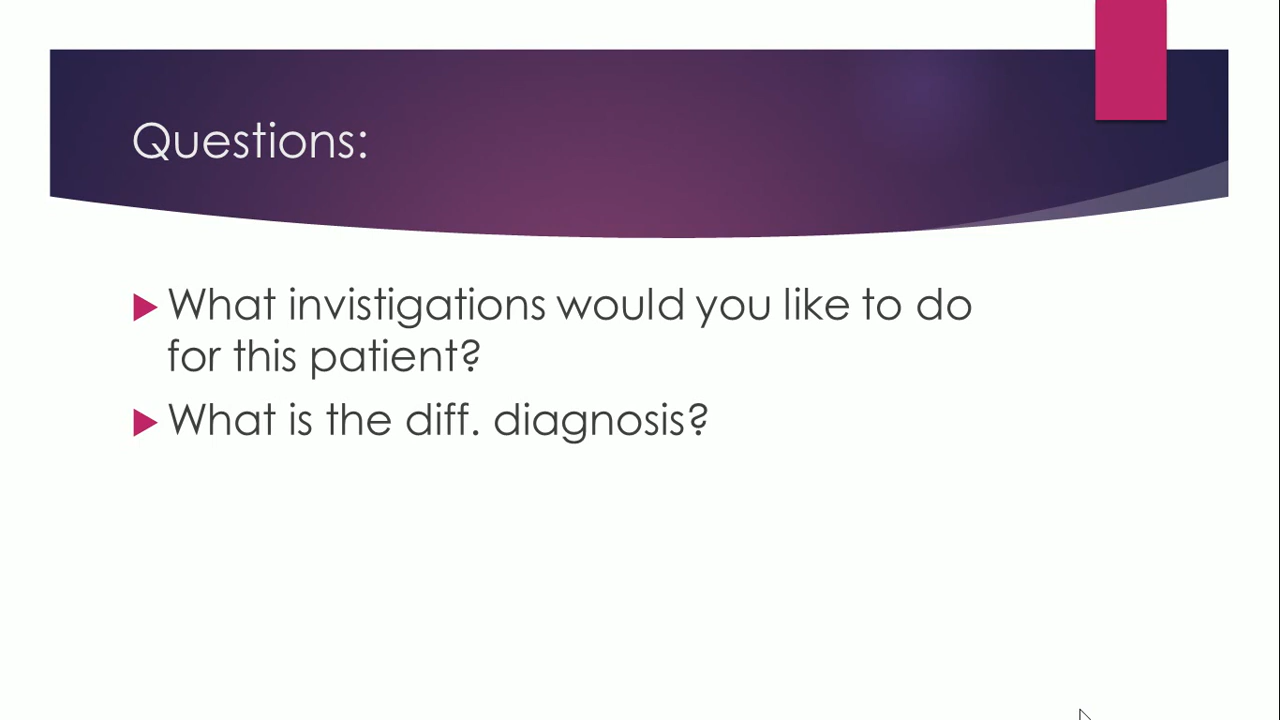 Questions:
What invistigations would you like to do
for this patient?
What is the diff. diagnosis?